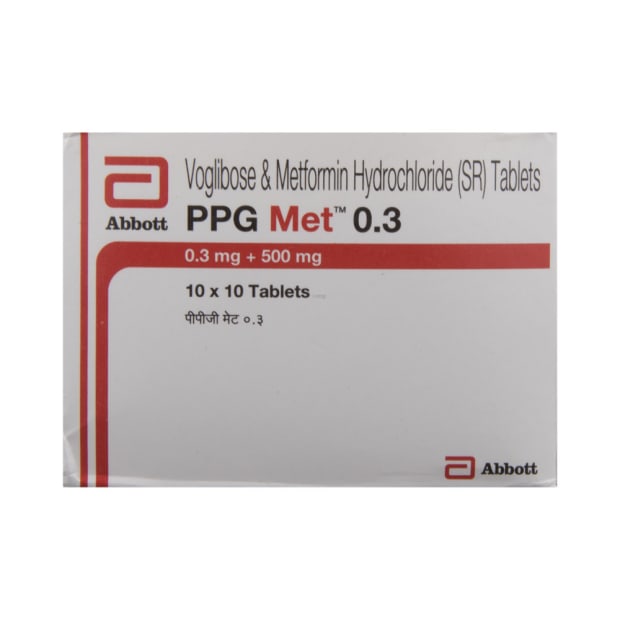 Voglibose & Metformin Hydrochloride (SR) Tablets
Abbott
PPG Met™ 0.3
0.3 mg + 500 mg
10 x 10 Tablets
पीपीजी मेट ०.३
Abbott